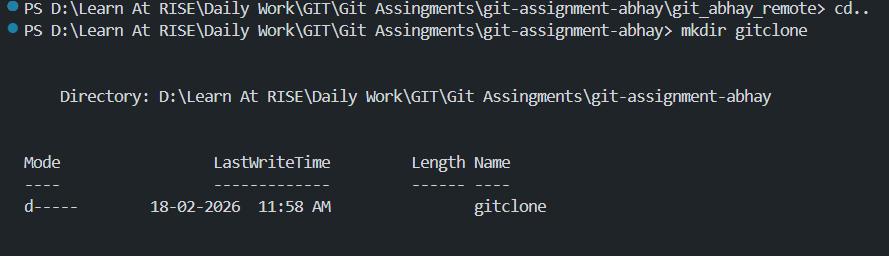 PS D:\Learn At RISE\Daily Work\GIT\Git Assingments\git-assignment-abhay\git_abhay_remote> cd..
PS D:\Learn At RISE\Daily Work\GIT\Git Assingments\git-assignment-abhay> mkdir gitclone
Directory: D:\Learn At RISE\Daily Work\GIT\Git Assingments\git-assignment-abhay
Mode LastWriteTime Length Name
---- ------------- ------ ----
d----- 18-02-2026 11:58 AM gitclone